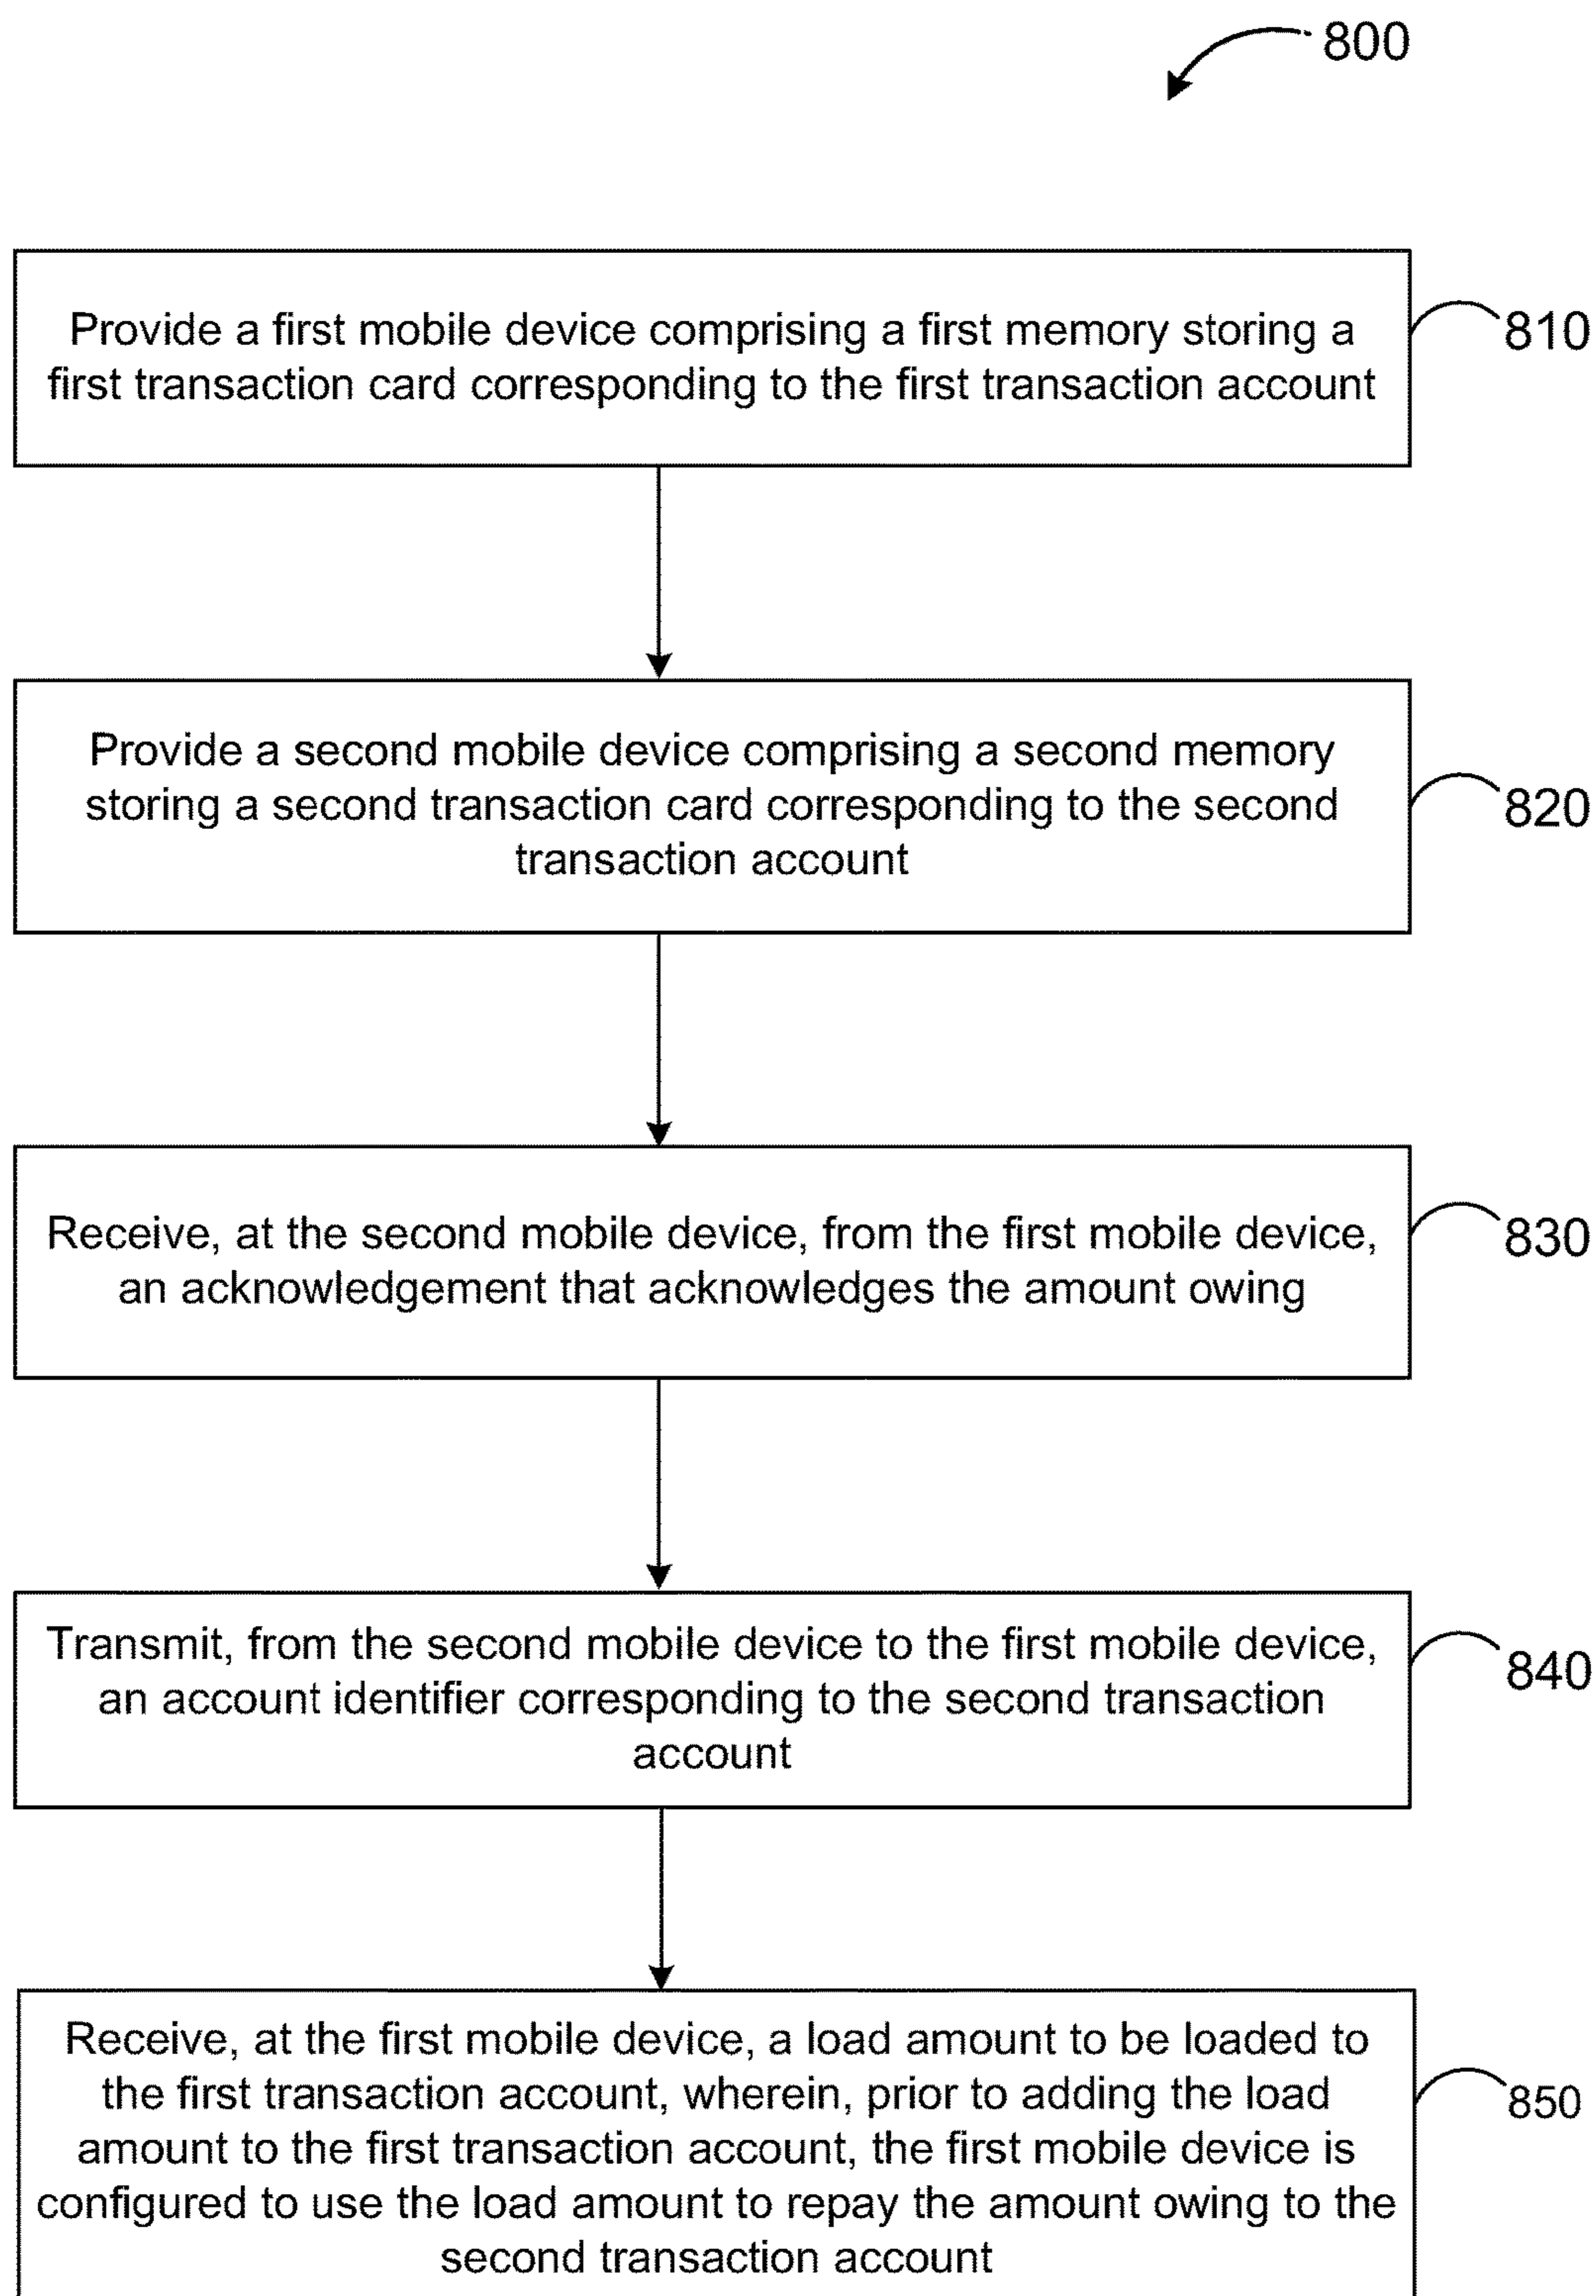 800
Provide a first mobile device comprising a first memory storing a
first transaction card corresponding to the first transaction account
810
Provide a second mobile device comprising a second memory
storing a second transaction card corresponding to the second
transaction account
820
Receive, at the second mobile device, from the first mobile device,
an acknowledgement that acknowledges the amount owing
830
Transmit, from the second mobile device to the first mobile device,
an account identifier corresponding to the second transaction
account
840
Receive, at the first mobile device, a load amount to be loaded to
the first transaction account, wherein, prior to adding the load
amount to the first transaction account, the first mobile device is
configured to use the load amount to repay the amount owing to the
second transaction account
850